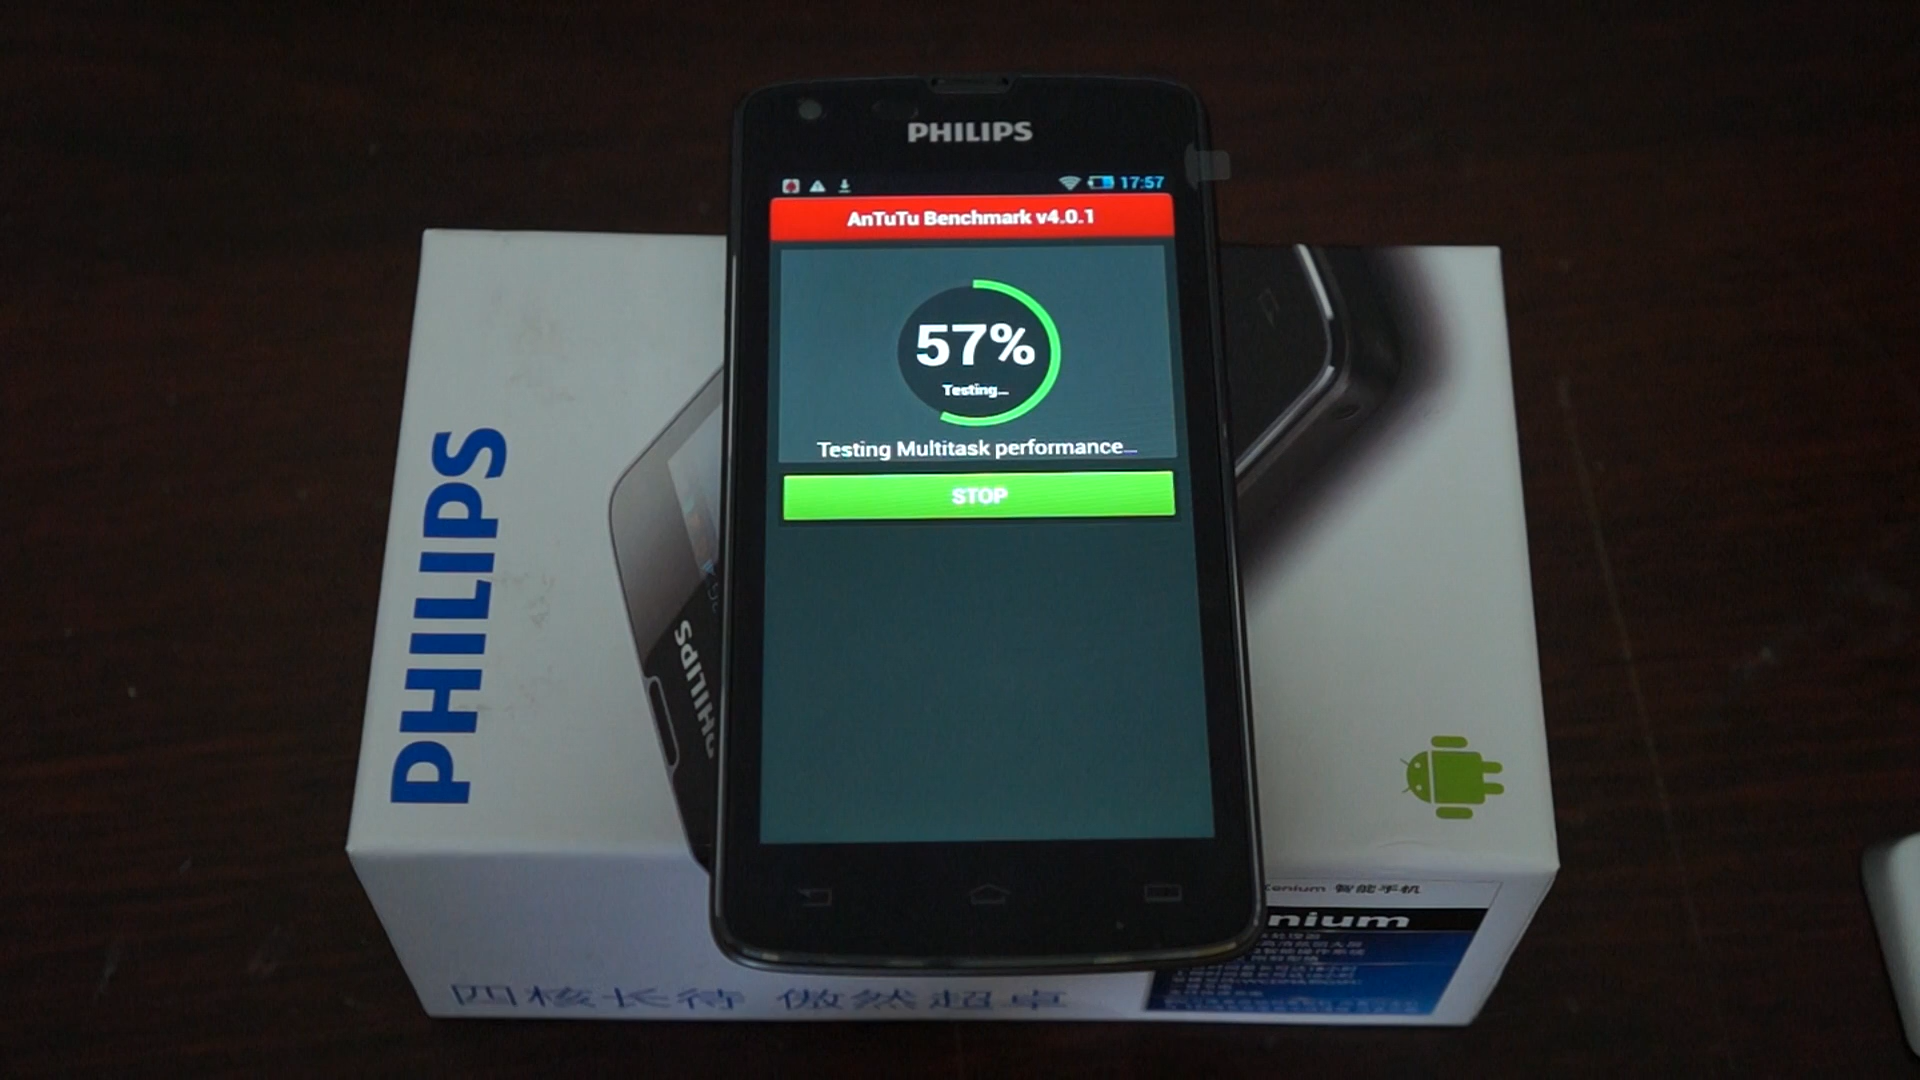 PHILIPS
17:57
AnTuTu Benchmark v4.0.1
57%
Testing...
Testing Multitask performance...
STOP
PHILIPS
PHILIPS
Xenium 智能手机
nium
四核长待 傲然超卓